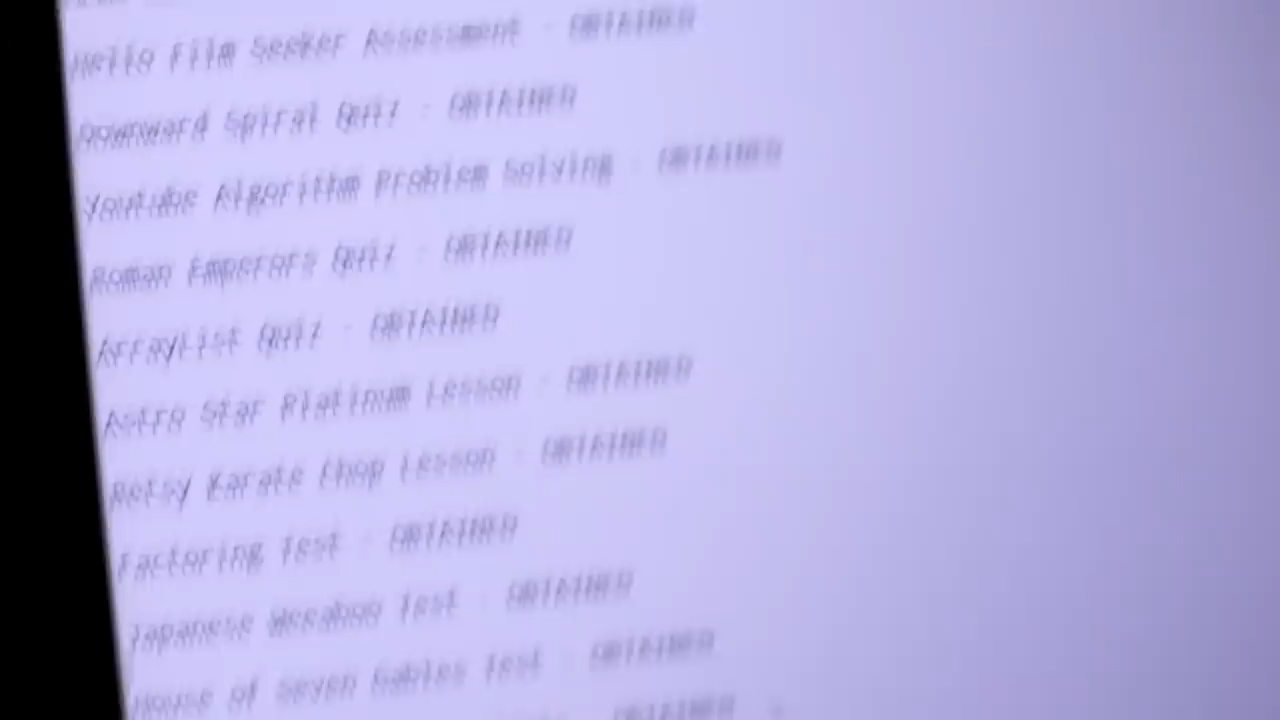 Hello Film Seeker Assessment - OBTAINED
Downward Spiral Quiz - OBTAINED
Youtube Algorithm Problem Solving - OBTAINED
Roman Emperors Quiz - OBTAINED
ArrayList Quiz - OBTAINED
Astro Star Platinum Lesson - OBTAINED
Betsy Karate Chop Lesson - OBTAINED
Factoring Test - OBTAINED
Japanese Weeaboo Test - OBTAINED
House of Seven Gables Test - OBTAINED
OBTAINED